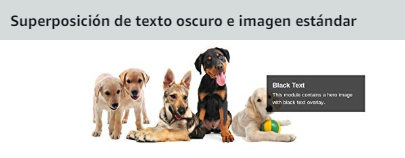 Superposición de texto oscuro e imagen estándar
Black Text
This module contains a hero image
with black text overlay.